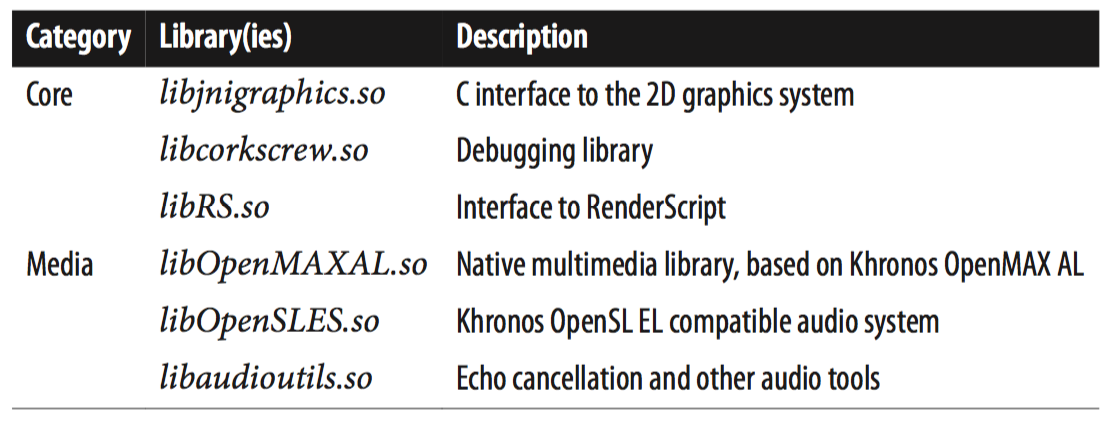 Category Library(ies) Description
Core libjnigraphics.so C interface to the 2D graphics system
libcorkscrew.so Debugging library
libRS.so Interface to RenderScript
Media libOpenMAXAL.so Native multimedia library, based on Khronos OpenMAX AL
libOpenSLES.so Khronos OpenSL EL compatible audio system
libaudioutils.so Echo cancellation and other audio tools